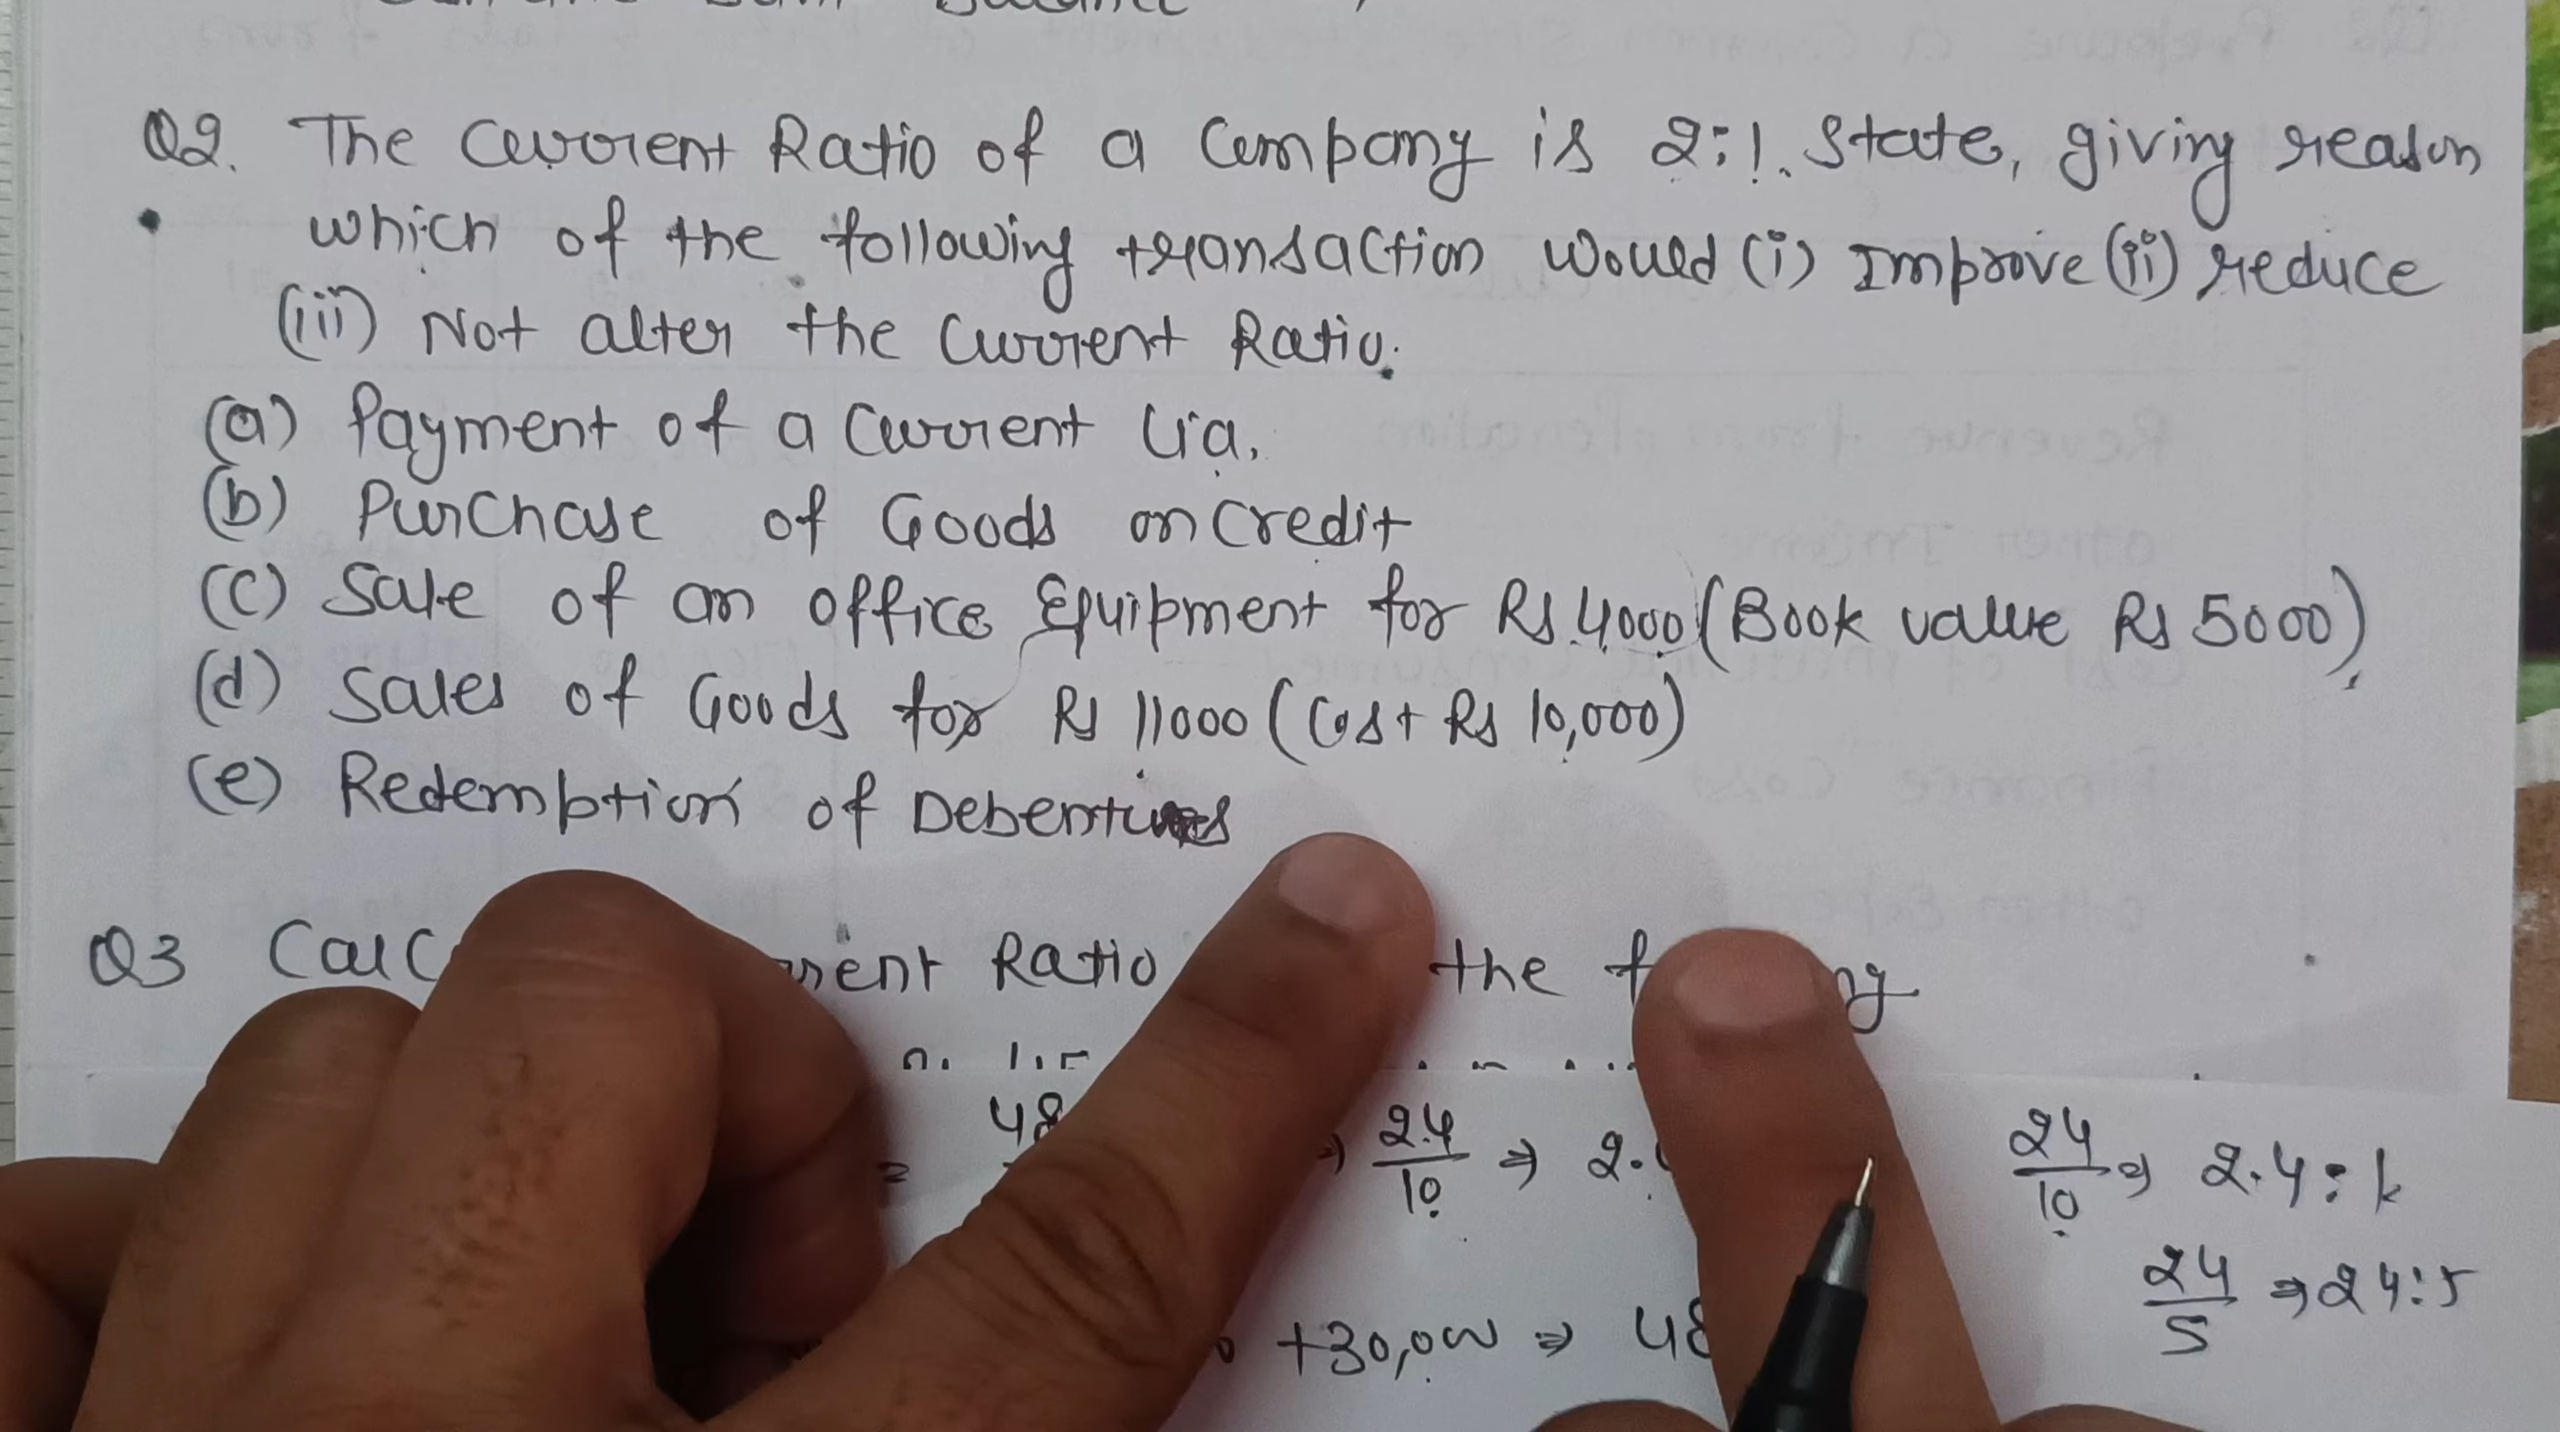 Q2. The Current Ratio of a Company is 2:1. State, giving reason
which of the following transaction would (i) Improve (ii) reduce
(iii) Not alter the Current Ratio.
(a) Payment of a Current Lia.
(b) Purchase of Goods on Credit
(c) Sale of an office Equipment for Rs 4000 (Book value Rs 5000)
(d) Sales of Goods for Rs 11000 (Cost Rs 10,000)
(e) Redemption of Debentures
Q3 Ratio the
24/10 ⇒ 2. 24/10 ⇒ 2.4:1
24/5 ⇒ 24:5
+30,000 ⇒ 48